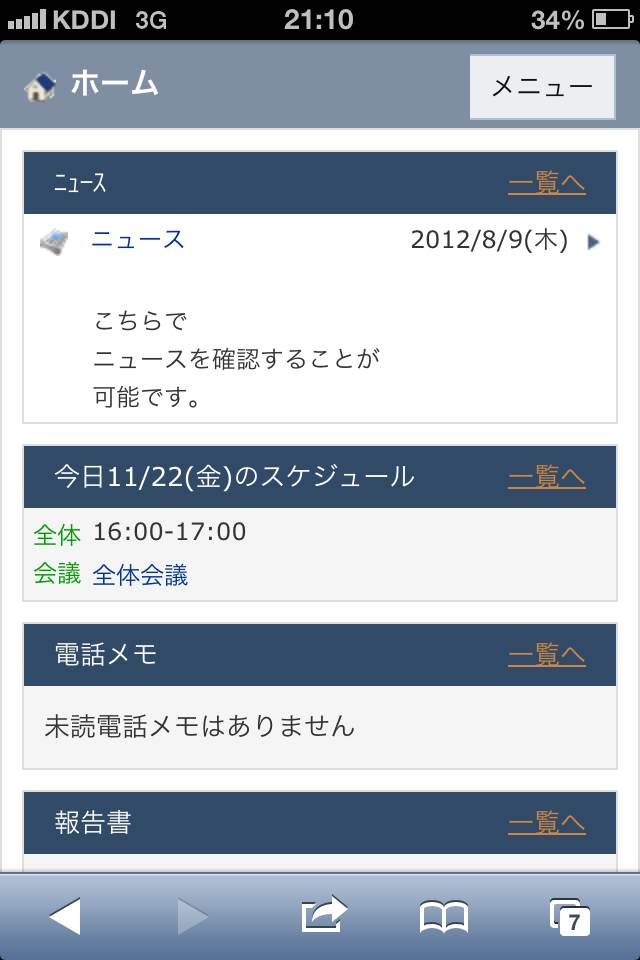 KDDI 3G 21:10 34%
ホーム メニュー
ﾆｭｰｽ 一覧へ
ニュース 2012/8/9(木)
こちらで
ニュースを確認することが
可能です。
今日11/22(金)のスケジュール 一覧へ
全体 16:00-17:00
会議 全体会議
電話メモ 一覧へ
未読電話メモはありません
報告書 一覧へ
7